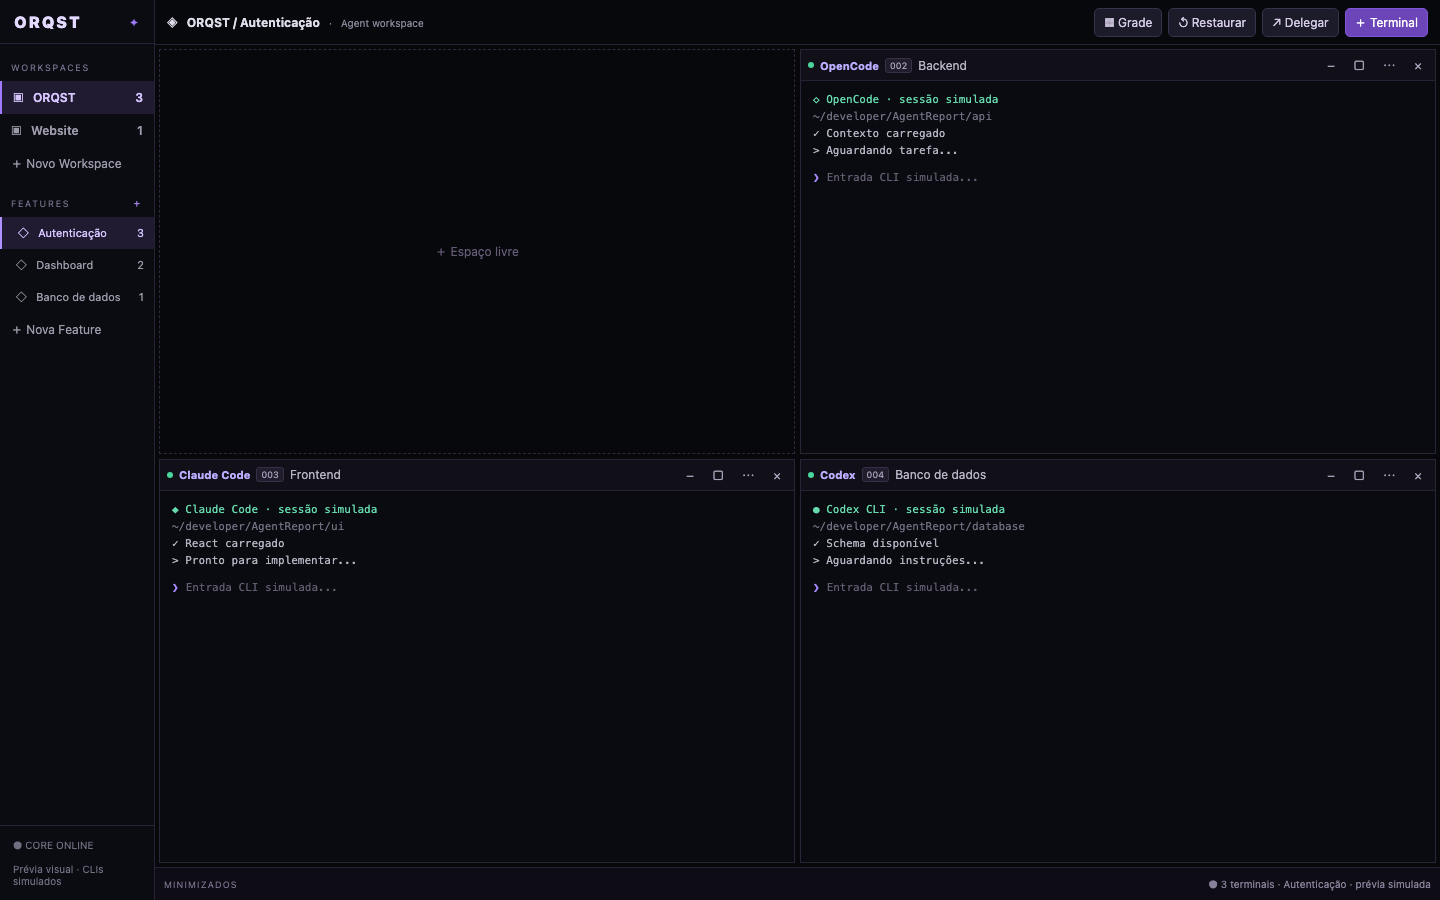 ORQST
WORKSPACES
ORQST 3
Website 1
+ Novo Workspace
FEATURES +
Autenticação 3
Dashboard 2
Banco de dados 1
+ Nova Feature
CORE ONLINE
Prévia visual · CLIs
simulados
ORQST / Autenticação · Agent workspace
Grade
Restaurar
Delegar
+ Terminal
+ Espaço livre
OpenCode 002 Backend
OpenCode · sessão simulada
~/developer/AgentReport/api
✓ Contexto carregado
> Aguardando tarefa...
❯ Entrada CLI simulada...
Claude Code 003 Frontend
Claude Code · sessão simulada
~/developer/AgentReport/ui
✓ React carregado
> Pronto para implementar...
❯ Entrada CLI simulada...
Codex 004 Banco de dados
Codex CLI · sessão simulada
~/developer/AgentReport/database
✓ Schema disponível
> Aguardando instruções...
❯ Entrada CLI simulada...
MINIMIZADOS
3 terminais · Autenticação · prévia simulada